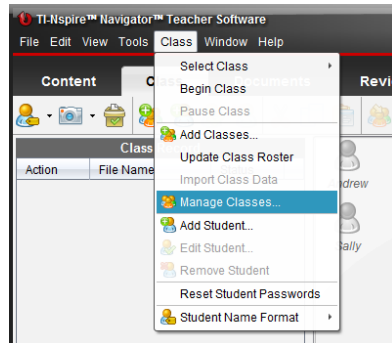 TI-Nspire™ Navigator™ Teacher Software
File Edit View Tools Class Window Help
Content
Select Class
Begin Class
Pause Class
Add Classes...
Update Class Roster
Import Class Data
Manage Classes...
Add Student...
Edit Student...
Remove Student
Reset Student Passwords
Student Name Format
Class
Action File Name